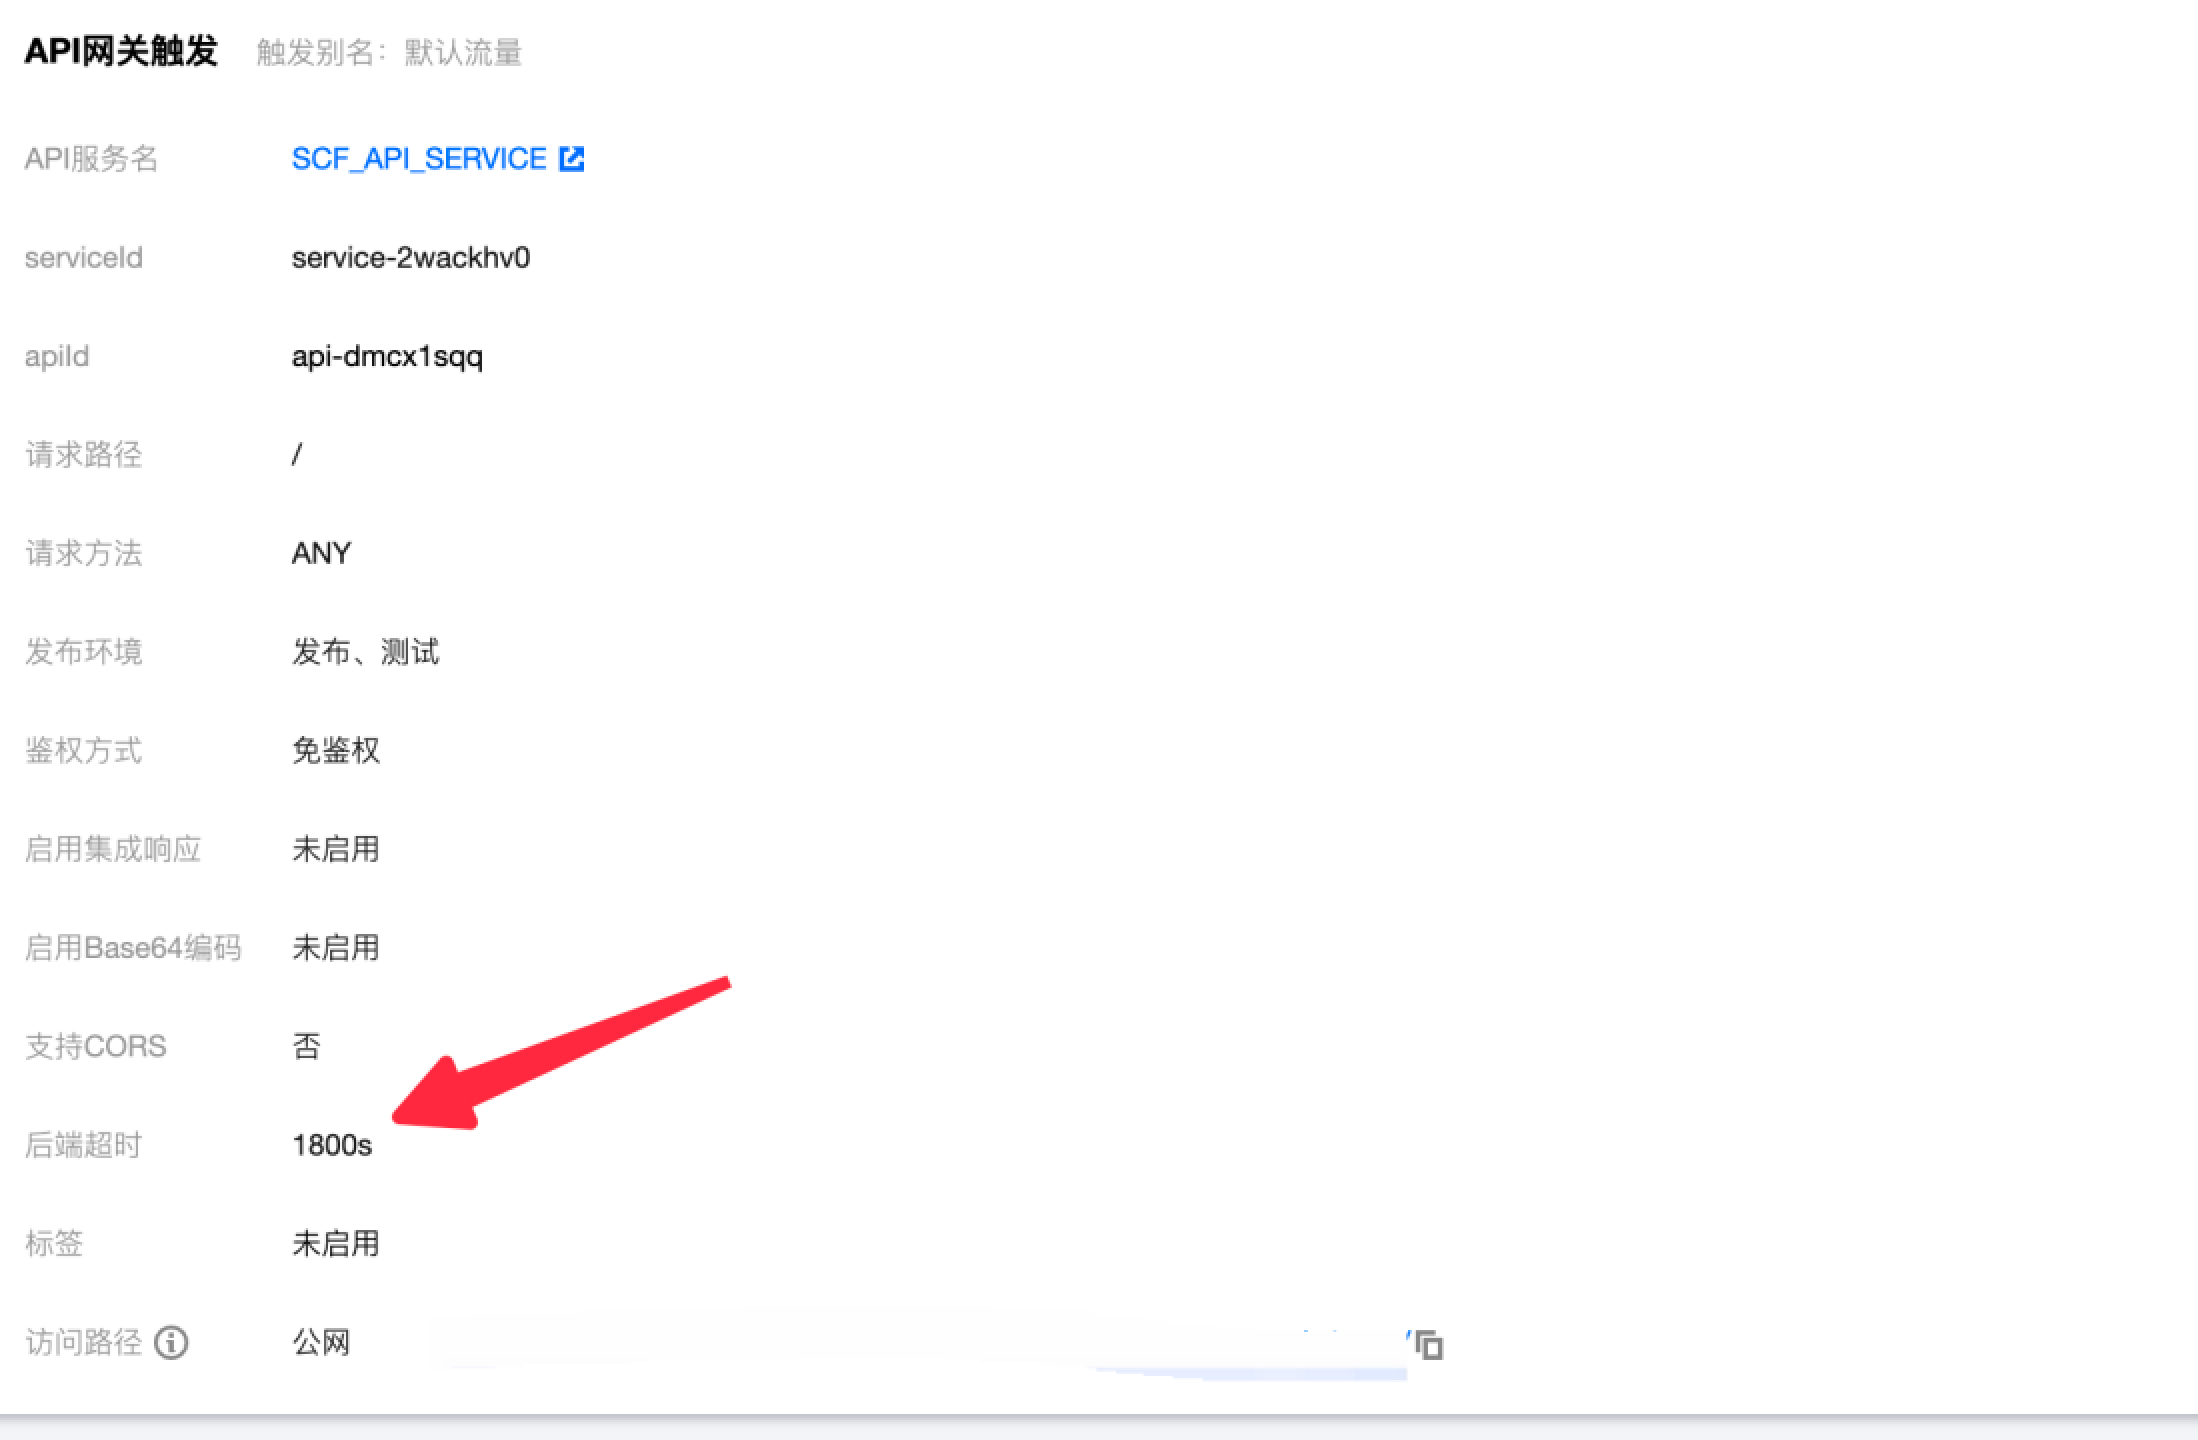 API网关触发 触发别名：默认流量
API服务名 SCF_API_SERVICE
serviceId service-2wackhv0
apiId api-dmcx1sqq
请求路径 /
请求方法 ANY
发布环境 发布、测试
鉴权方式 免鉴权
启用集成响应 未启用
启用Base64编码 未启用
支持CORS 否
后端超时 1800s
标签 未启用
访问路径 公网